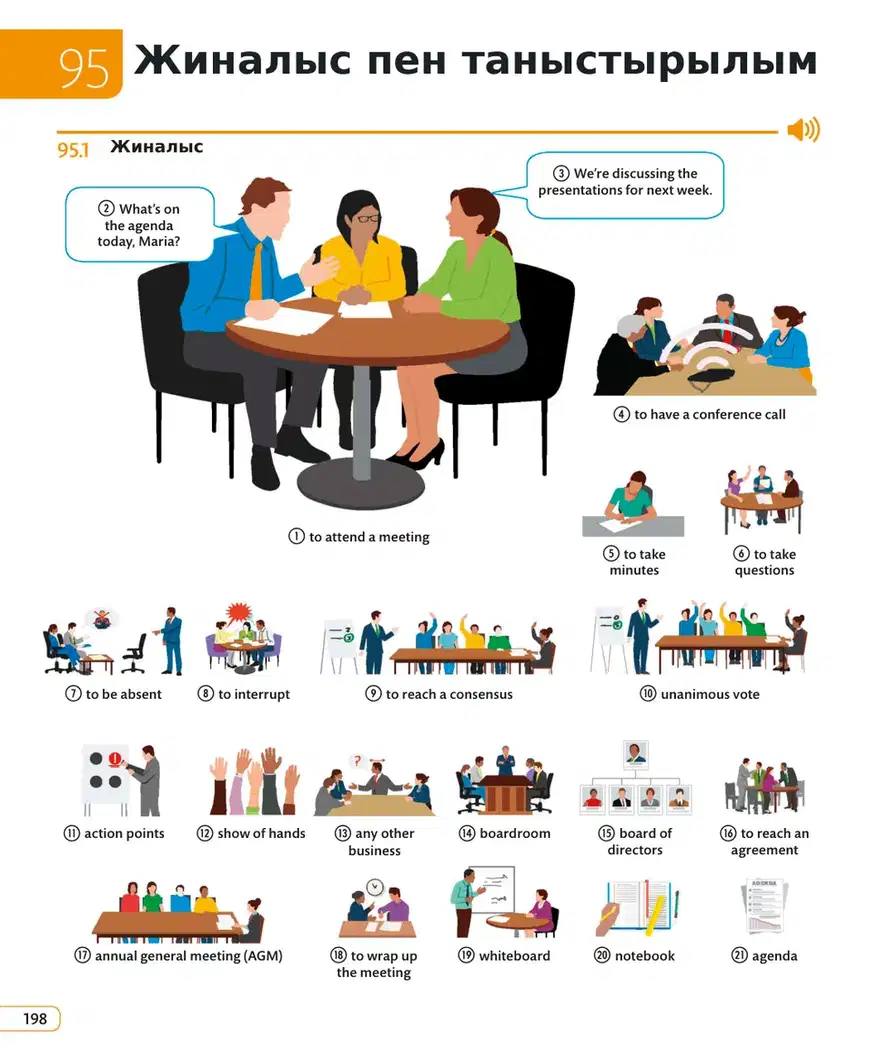 95
Жиналыс пен таныстырылым
95.1 Жиналыс
② What's on
the agenda
today, Maria?
③ We're discussing the
presentations for next week.
① to attend a meeting
④ to have a conference call
⑤ to take
minutes
⑥ to take
questions
⑦ to be absent
⑧ to interrupt
⑨ to reach a consensus
⑩ unanimous vote
⑪ action points
⑫ show of hands
⑬ any other
business
⑭ boardroom
⑮ board of
directors
⑯ to reach an
agreement
⑰ annual general meeting (AGM)
⑱ to wrap up
the meeting
⑲ whiteboard
⑳ notebook
AGENDA
㉑ agenda
198